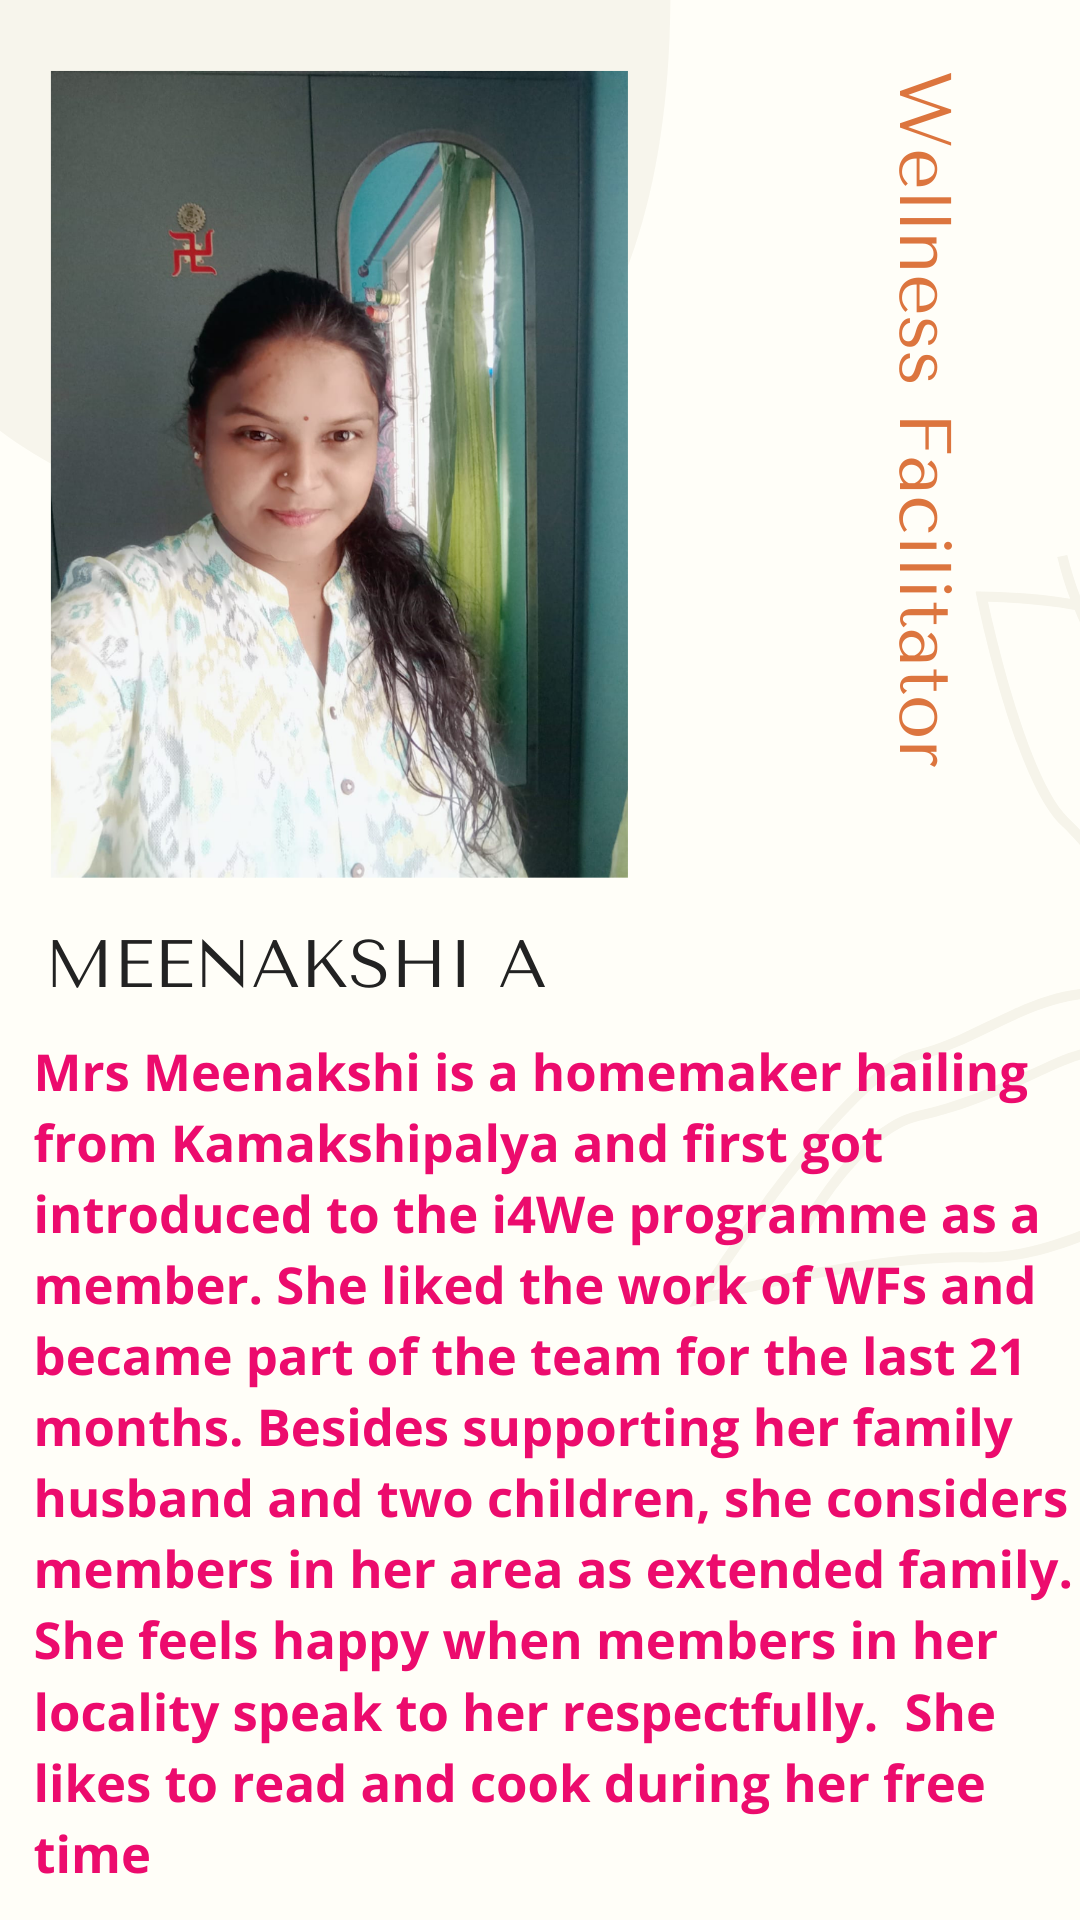 Wellness Facilitator
MEENAKSHI A
Mrs Meenakshi is a homemaker hailing
from Kamakshipalya and first got
introduced to the i4We programme as a
member. She liked the work of WFs and
became part of the team for the last 21
months. Besides supporting her family
husband and two children, she considers
members in her area as extended family.
She feels happy when members in her
locality speak to her respectfully.  She
likes to read and cook during her free
time